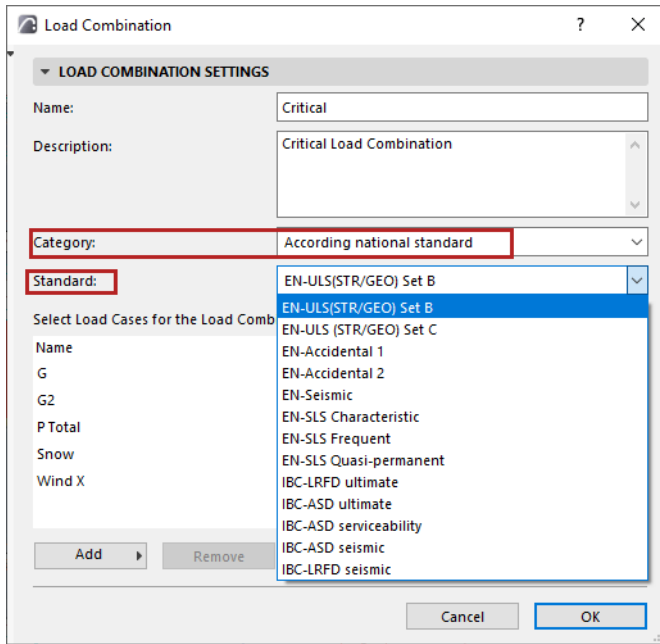 Load Combination ? ×
LOAD COMBINATION SETTINGS
Name: Critical
Description: Critical Load Combination
Category: According national standard
Standard: EN-ULS(STR/GEO) Set B
EN-ULS(STR/GEO) Set B
Select Load Cases for the Load Comb
EN-ULS (STR/GEO) Set C
Name
EN-Accidental 1
G
EN-Accidental 2
G2
EN-Seismic
P Total
EN-SLS Characteristic
Snow
EN-SLS Frequent
Wind X
EN-SLS Quasi-permanent
IBC-LRFD ultimate
IBC-ASD ultimate
IBC-ASD serviceability
IBC-ASD seismic
IBC-LRFD seismic
Add Remove
Cancel OK